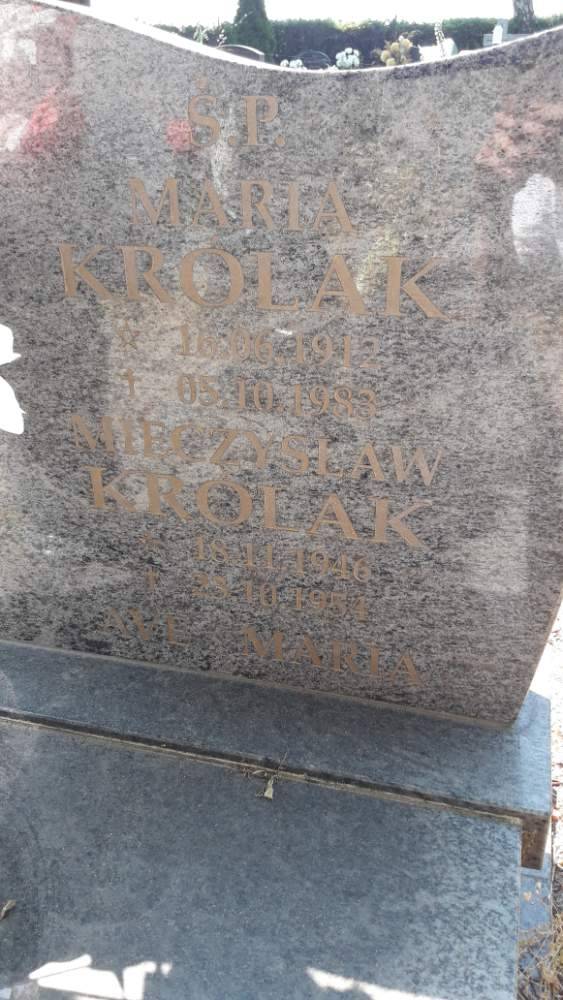 Ś.P.
MARIA
KRÓLAK
☆ 16.06.1912
† 05.10.1983
MIECZYSŁAW
KRÓLAK
☆ 18.11.1946
† 28.10.1954
AVE MARIA